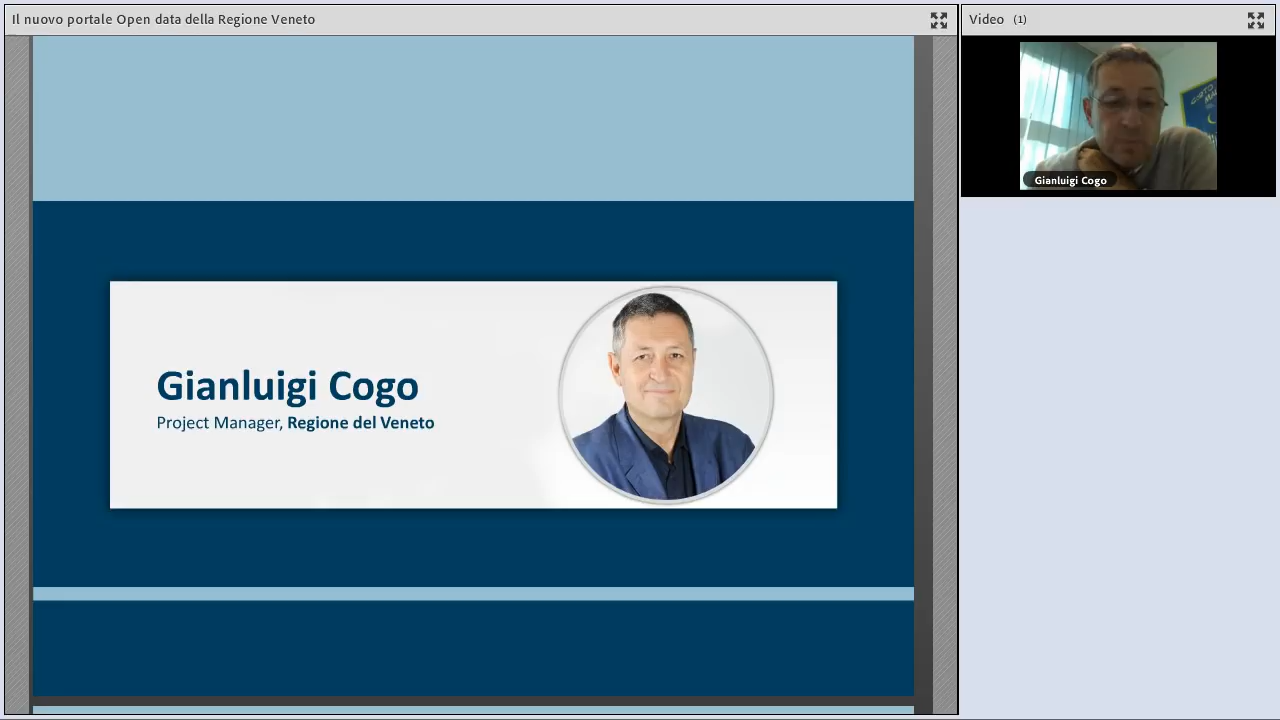 Il nuovo portale Open data della Regione Veneto
Video (1)
Gianluigi Cogo
Gianluigi Cogo
Project Manager, Regione del Veneto